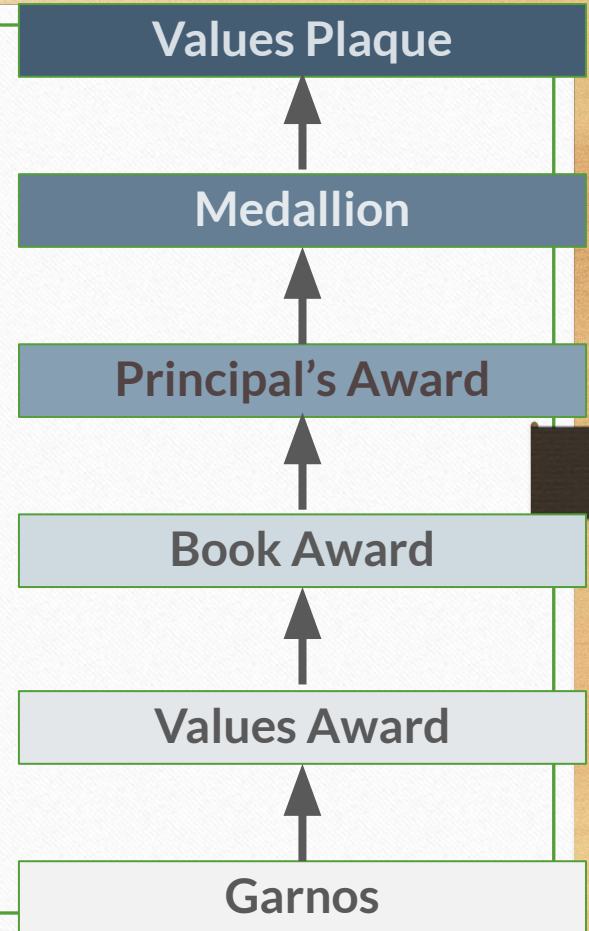 Values Plaque
Medallion
Principal’s Award
Book Award
Values Award
Garnos